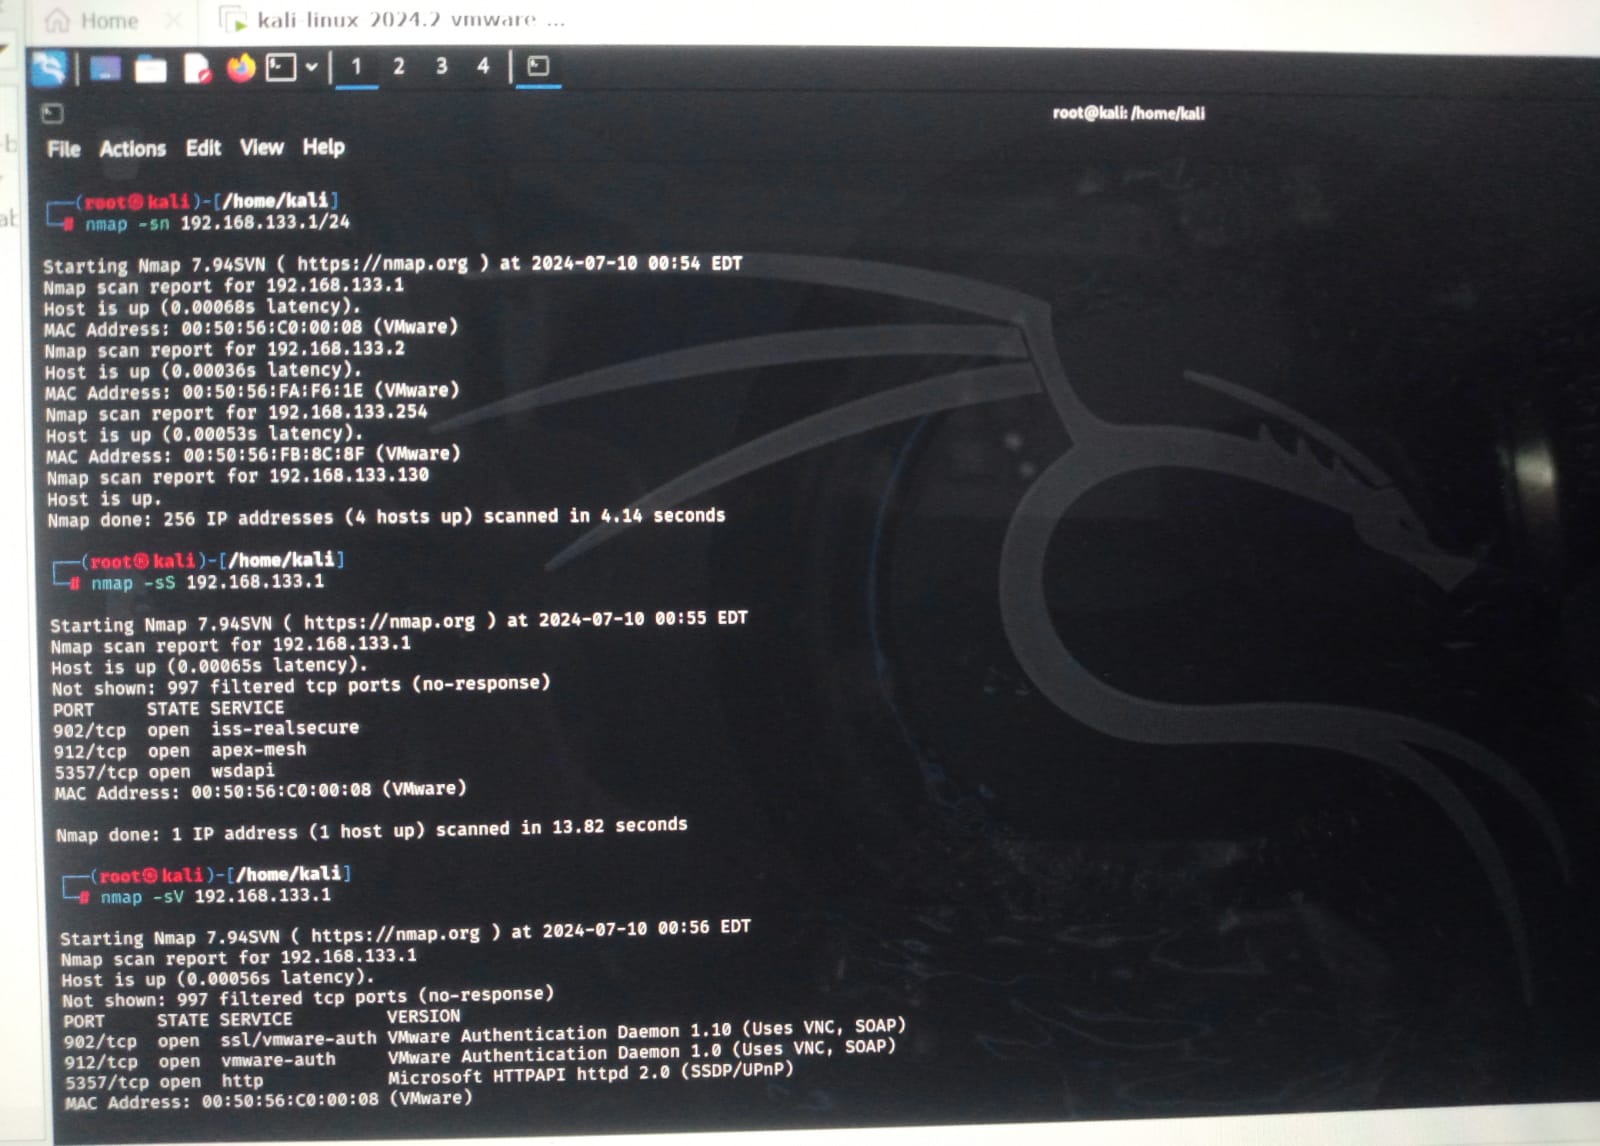 Home
kali-linux 2024.2 vmware ...
1 2 3 4
root@kali: /home/kali
File Actions Edit View Help
(root㉿kali)-[/home/kali]
# nmap -sn 192.168.133.1/24
Starting Nmap 7.94SVN ( https://nmap.org ) at 2024-07-10 00:54 EDT
Nmap scan report for 192.168.133.1
Host is up (0.00068s latency).
MAC Address: 00:50:56:C0:00:08 (VMware)
Nmap scan report for 192.168.133.2
Host is up (0.00036s latency).
MAC Address: 00:50:56:FA:F6:1E (VMware)
Nmap scan report for 192.168.133.254
Host is up (0.00053s latency).
MAC Address: 00:50:56:FB:8C:8F (VMware)
Nmap scan report for 192.168.133.130
Host is up.
Nmap done: 256 IP addresses (4 hosts up) scanned in 4.14 seconds
(root㉿kali)-[/home/kali]
# nmap -sS 192.168.133.1
Starting Nmap 7.94SVN ( https://nmap.org ) at 2024-07-10 00:55 EDT
Nmap scan report for 192.168.133.1
Host is up (0.00065s latency).
Not shown: 997 filtered tcp ports (no-response)
PORT STATE SERVICE
902/tcp open iss-realsecure
912/tcp open apex-mesh
5357/tcp open wsdapi
MAC Address: 00:50:56:C0:00:08 (VMware)
Nmap done: 1 IP address (1 host up) scanned in 13.82 seconds
(root㉿kali)-[/home/kali]
# nmap -sV 192.168.133.1
Starting Nmap 7.94SVN ( https://nmap.org ) at 2024-07-10 00:56 EDT
Nmap scan report for 192.168.133.1
Host is up (0.00056s latency).
Not shown: 997 filtered tcp ports (no-response)
PORT STATE SERVICE VERSION
902/tcp open ssl/vmware-auth VMware Authentication Daemon 1.10 (Uses VNC, SOAP)
912/tcp open vmware-auth VMware Authentication Daemon 1.0 (Uses VNC, SOAP)
5357/tcp open http Microsoft HTTPAPI httpd 2.0 (SSDP/UPnP)
MAC Address: 00:50:56:C0:00:08 (VMware)